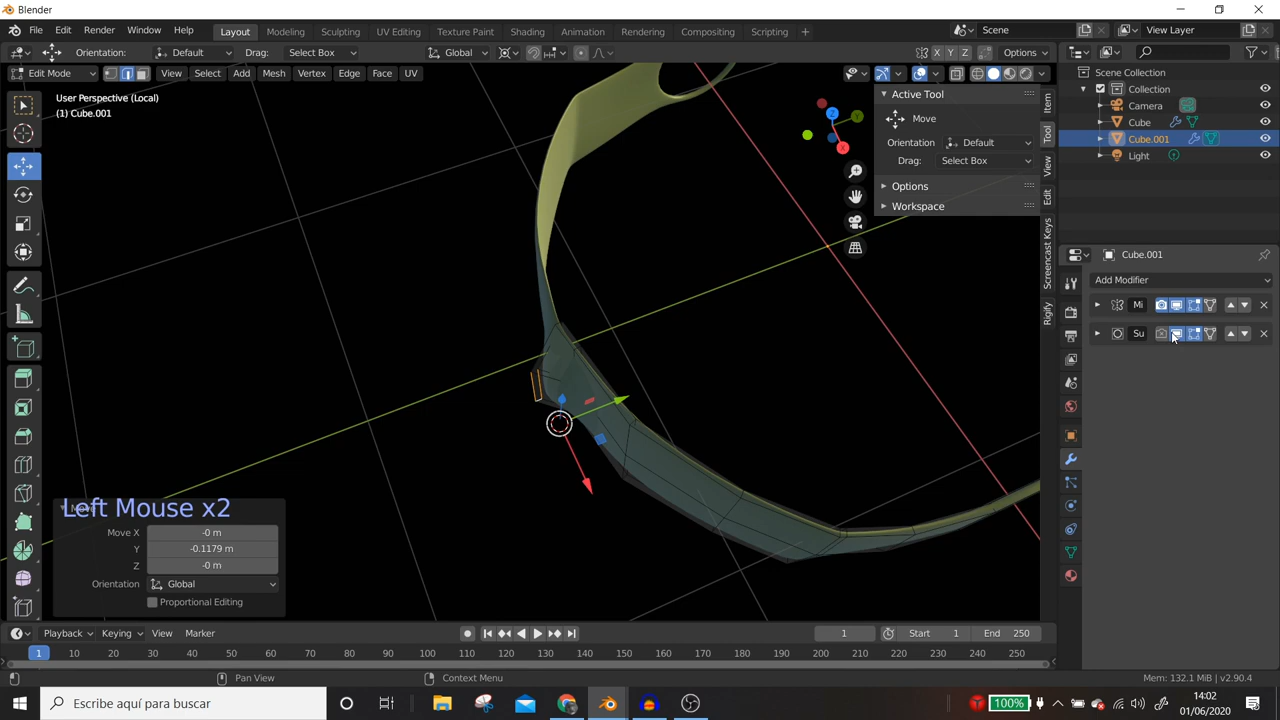 Blender
File Edit Render Window Help Layout Modeling Sculpting UV Editing Texture Paint Shading Animation Rendering Compositing Scripting + Scene View Layer
Orientation: Default Drag: Select Box Global X Y Z Options
Edit Mode View Select Add Mesh Vertex Edge Face UV
User Perspective (Local)
(1) Cube.001
Active Tool
Move
Orientation Default
Drag: Select Box
Options
Workspace
Item
Tool
View
Edit
Screencast Keys
Rigify
Z
Y
X
Scene Collection
Collection
Camera
Cube
Cube.001
Light
Cube.001
Add Modifier
Mi
Su
Left Mouse x2
Move X -0 m
Y -0.1179 m
Z -0 m
Orientation Global
Proportional Editing
Playback Keying View Marker 1 Start 1 End 250
1 10 20 30 40 50 60 70 80 90 100 110 120 130 140 150 160 170 180 190 200 210 220 230 240 250
Pan View Context Menu Mem: 132.1 MiB | v2.90.4
Escribe aquí para buscar 100% 14:02
01/06/2020